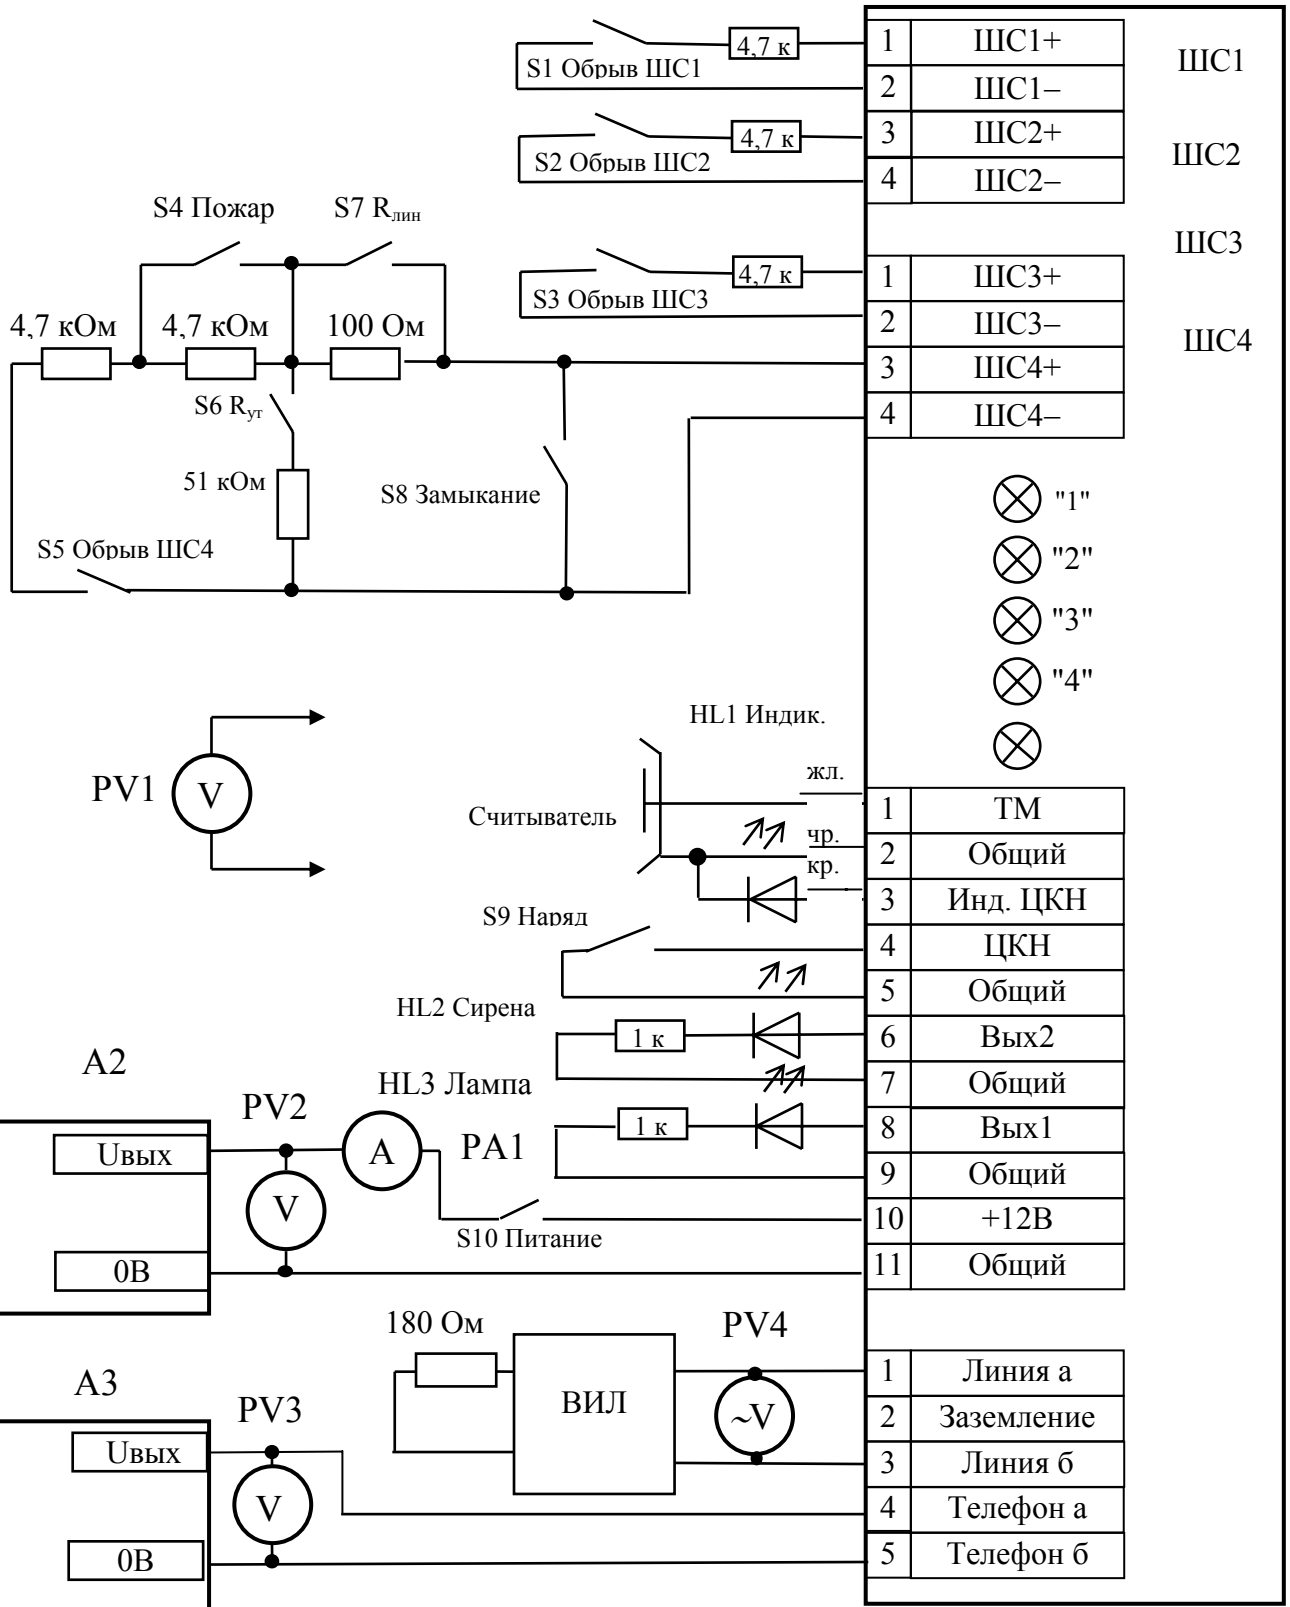 4,7 к
1 ШС1+
ШС1
S1 Обрыв ШС1
2 ШС1–
4,7 к
3 ШС2+
ШС2
S2 Обрыв ШС2
4 ШС2–
S4 Пожар
S7 Rлин
ШС3
4,7 к
1 ШС3+
S3 Обрыв ШС3
2 ШС3–
4,7 кОм
4,7 кОм
100 Ом
ШС4
3 ШС4+
S6 Rут
4 ШС4–
51 кОм
S8 Замыкание
"1"
S5 Обрыв ШС4
"2"
"3"
"4"
HL1 Индик.
PV1
V
жл.
Считыватель
1 ТМ
чр.
2 Общий
кр.
3 Инд. ЦКН
S9 Наряд
4 ЦКН
5 Общий
HL2 Сирена
1 к
6 Вых2
А2
HL3 Лампа
7 Общий
PV2
1 к
8 Вых1
Uвых
А
PA1
9 Общий
V
10 +12В
S10 Питание
0В
11 Общий
180 Ом
PV4
1 Линия а
А3
PV3
ВИЛ
~V
2 Заземление
Uвых
3 Линия б
V
4 Телефон а
0В
5 Телефон б